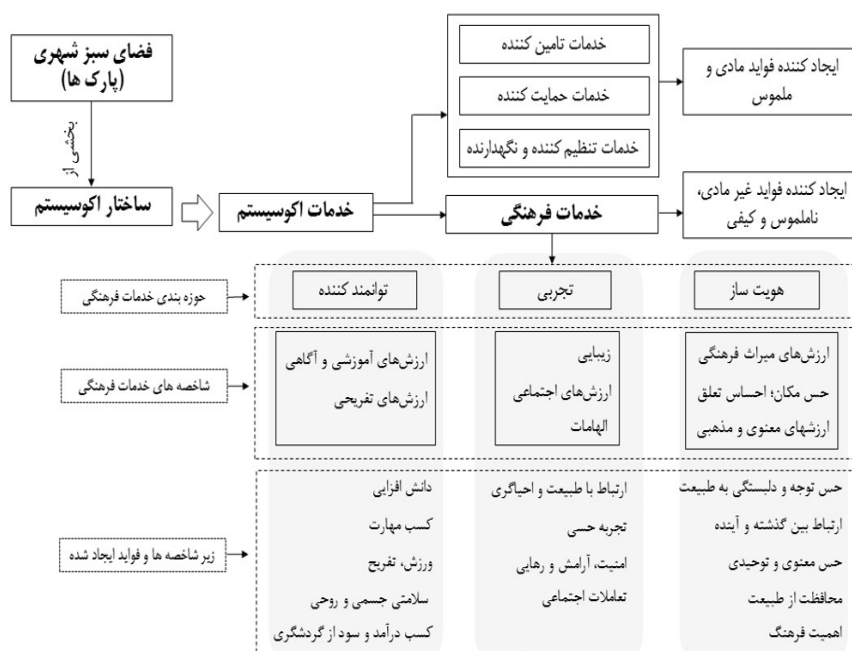 فضای سبز شهری
(پارک ها)
بخشی از
ساختار اکوسیستم
خدمات اکوسیستم
خدمات تامین کننده
خدمات حمایت کننده
خدمات تنظیم کننده و نگهدارنده
ایجاد کننده فواید مادی و
ملموس
خدمات فرهنگی
ایجاد کننده فواید غیر مادی،
ناملموس و کیفی
حوزه بندی خدمات فرهنگی
هویت ساز
تجربی
توانمند کننده
شاخصه های خدمات فرهنگی
ارزش‌های میراث فرهنگی
حس مکان؛ احساس تعلق
ارزشهای معنوی و مذهبی
زیبایی
ارزش‌های اجتماعی
الهامات
ارزش‌های آموزشی و آگاهی
ارزش‌های تفریحی
زیر شاخصه ها و فواید ایجاد شده
حس توجه و دلبستگی به طبیعت
ارتباط بین گذشته و آینده
حس معنوی و توحیدی
محافظت از طبیعت
اهمیت فرهنگ
ارتباط با طبیعت و احیاگری
تجربه حسی
امنیت، آرامش و رهایی
تعاملات اجتماعی
دانش افزایی
کسب مهارت
ورزش، تفریح
سلامتی جسمی و روحی
کسب درآمد و سود از گردشگری